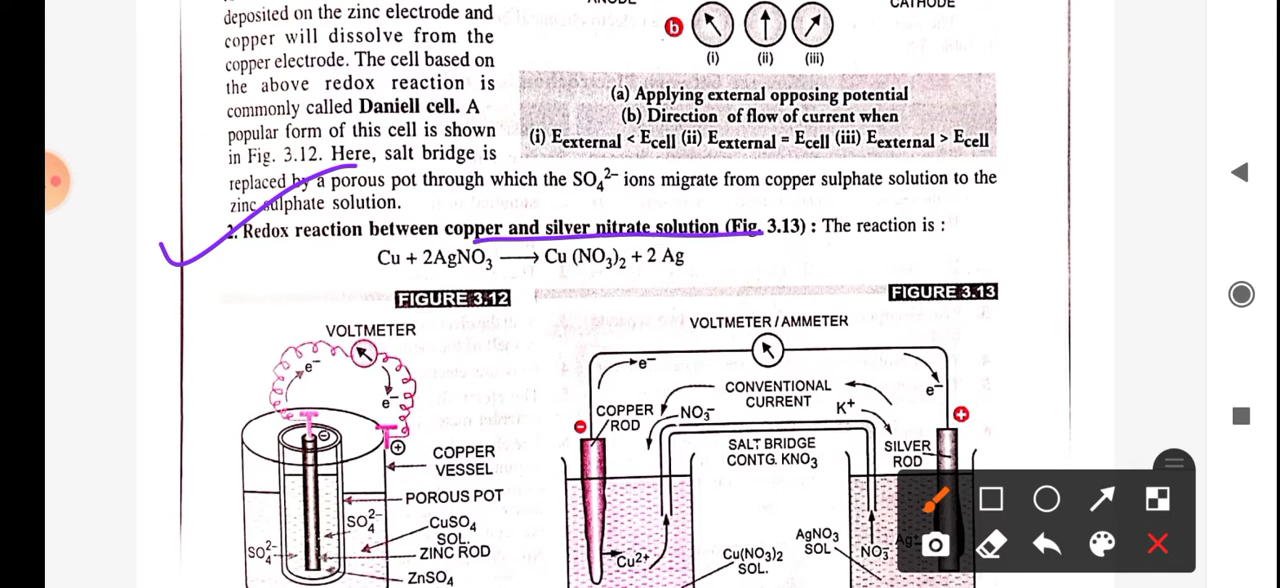 deposited on the zinc electrode and
copper will dissolve from the
copper electrode. The cell based on
the above redox reaction is
commonly called Daniell cell. A
popular form of this cell is shown
in Fig. 3.12. Here, salt bridge is
replaced by a porous pot through which the SO₄²⁻ ions migrate from copper sulphate solution to the
zinc sulphate solution.
CATHODE
b
(i) (ii) (iii)
(a) Applying external opposing potential
(b) Direction of flow of current when
(i) E_external < E_cell (ii) E_external = E_cell (iii) E_external > E_cell
2. Redox reaction between copper and silver nitrate solution (Fig. 3.13) : The reaction is :
Cu + 2AgNO₃ ⟶ Cu (NO₃)₂ + 2 Ag
FIGURE 3.12
VOLTMETER
e⁻
e⁻
⊖
⊕
COPPER
VESSEL
POROUS POT
SO₄²⁻
CuSO₄
SOL.
SO₄²⁻
ZINC ROD
ZnSO₄
FIGURE 3.13
VOLTMETER / AMMETER
e⁻
CONVENTIONAL
CURRENT
e⁻
COPPER
ROD
NO₃⁻
K⁺
SALT BRIDGE
CONTG. KNO₃
SILVER
ROD
Cu²⁺
Cu(NO₃)₂
SOL.
AgNO₃
SOL
NO₃⁻
Ag⁺